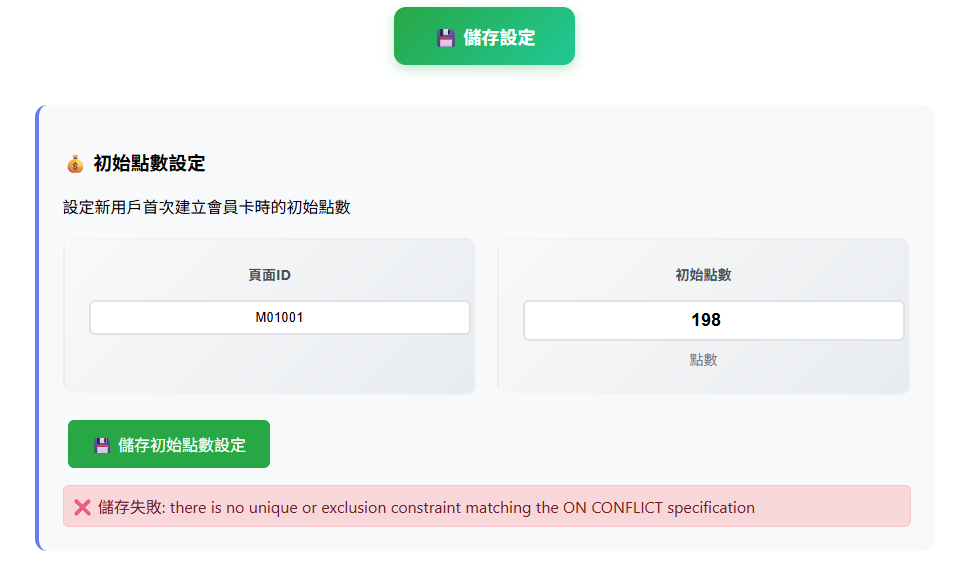 💾 儲存設定
💰 初始點數設定
設定新用戶首次建立會員卡時的初始點數
頁面ID
M01001
初始點數
198
點數
💾 儲存初始點數設定
❌ 儲存失敗: there is no unique or exclusion constraint matching the ON CONFLICT specification